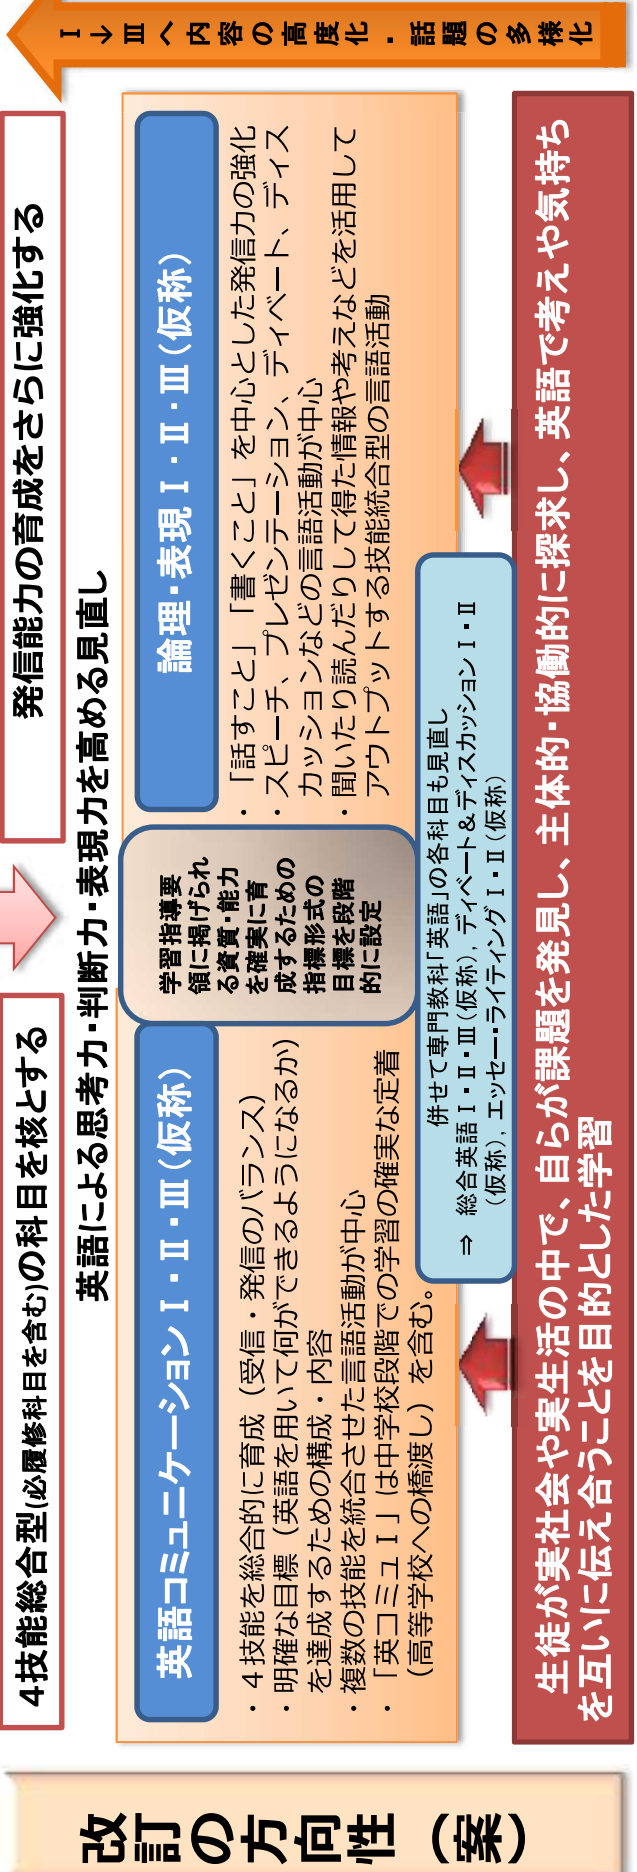 改訂の方向性（案）
４技能総合型(必履修科目を含む)の科目を核とする
発信能力の育成をさらに強化する
英語による思考力・判断力・表現力を高める見直し
英語コミュニケーションⅠ・Ⅱ・Ⅲ（仮称）
・４技能を総合的に育成（受信・発信のバランス）
・明確な目標（英語を用いて何ができるようになるか）
を達成するための構成・内容
・複数の技能を統合させた言語活動が中心
・「英コミュⅠ」は中学校段階での学習の確実な定着
（高等学校への橋渡し）を含む。
学習指導要
領に掲げられ
る資質・能力
を確実に育
成するための
指標形式の
目標を段階
的に設定
論理・表現Ⅰ・Ⅱ・Ⅲ（仮称）
・「話すこと」「書くこと」を中心とした発信力の強化
・スピーチ、プレゼンテーション、ディベート、ディス
カッションなどの言語活動が中心
・聞いたり読んだりして得た情報や考えなどを活用して
アウトプットする技能統合型の言語活動
併せて専門教科「英語」の各科目も見直し
⇒ 総合英語Ⅰ・Ⅱ・Ⅲ（仮称），ディベート＆ディスカッションⅠ・Ⅱ
（仮称），エッセー・ライティングⅠ・Ⅱ（仮称）
生徒が実社会や実生活の中で、自らが課題を発見し、主体的・協働的に探求し、英語で考えや気持ち
を互いに伝え合うことを目的とした学習
Ⅰ→Ⅲへ内容の高度化・話題の多様化